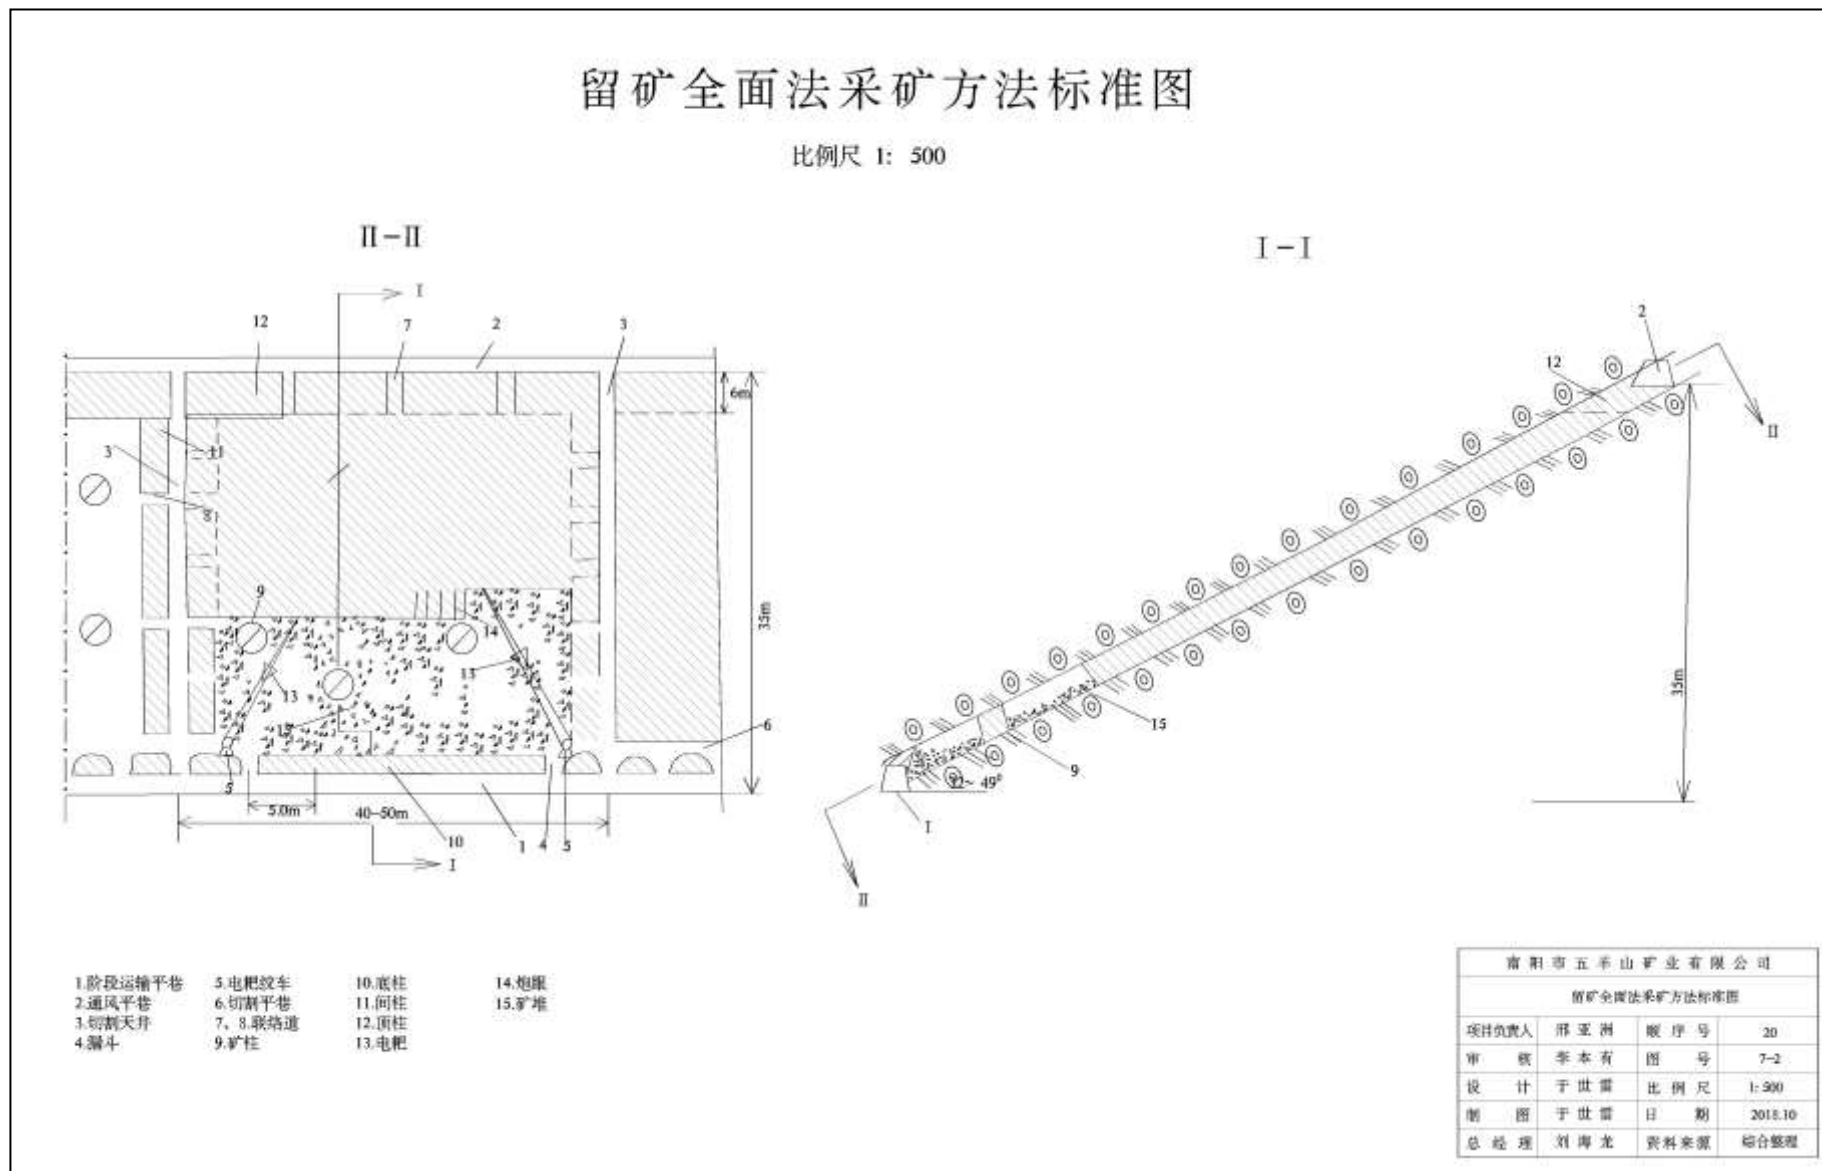 留矿全面法采矿方法标准图
比例尺 1: 500
II-II
I-I
I
12
7
2
3
6m
3
11
8
9
14
13
13
15
35m
6
5
5.0m
40-50m
10
1
4
5
I
2
12
II
35m
15
9
32~ 49°
I
II
1.阶段运输平巷 5.电耙绞车 10.底柱 14.炮眼
2.通风平巷 6.切割平巷 11.间柱 15.矿堆
3.切割天井 7、8.联络道 12.顶柱
4.漏斗 9.矿柱 13.电耙
南阳市五禾山矿业有限公司
留矿全面法采矿方法标准图
项目负责人 邢亚洲 顺序号 20
审核 李本有 图号 7-2
设计 于世雷 比例尺 1:500
制图 于世雷 日期 2018.10
总经理 刘海龙 资料来源 综合整理